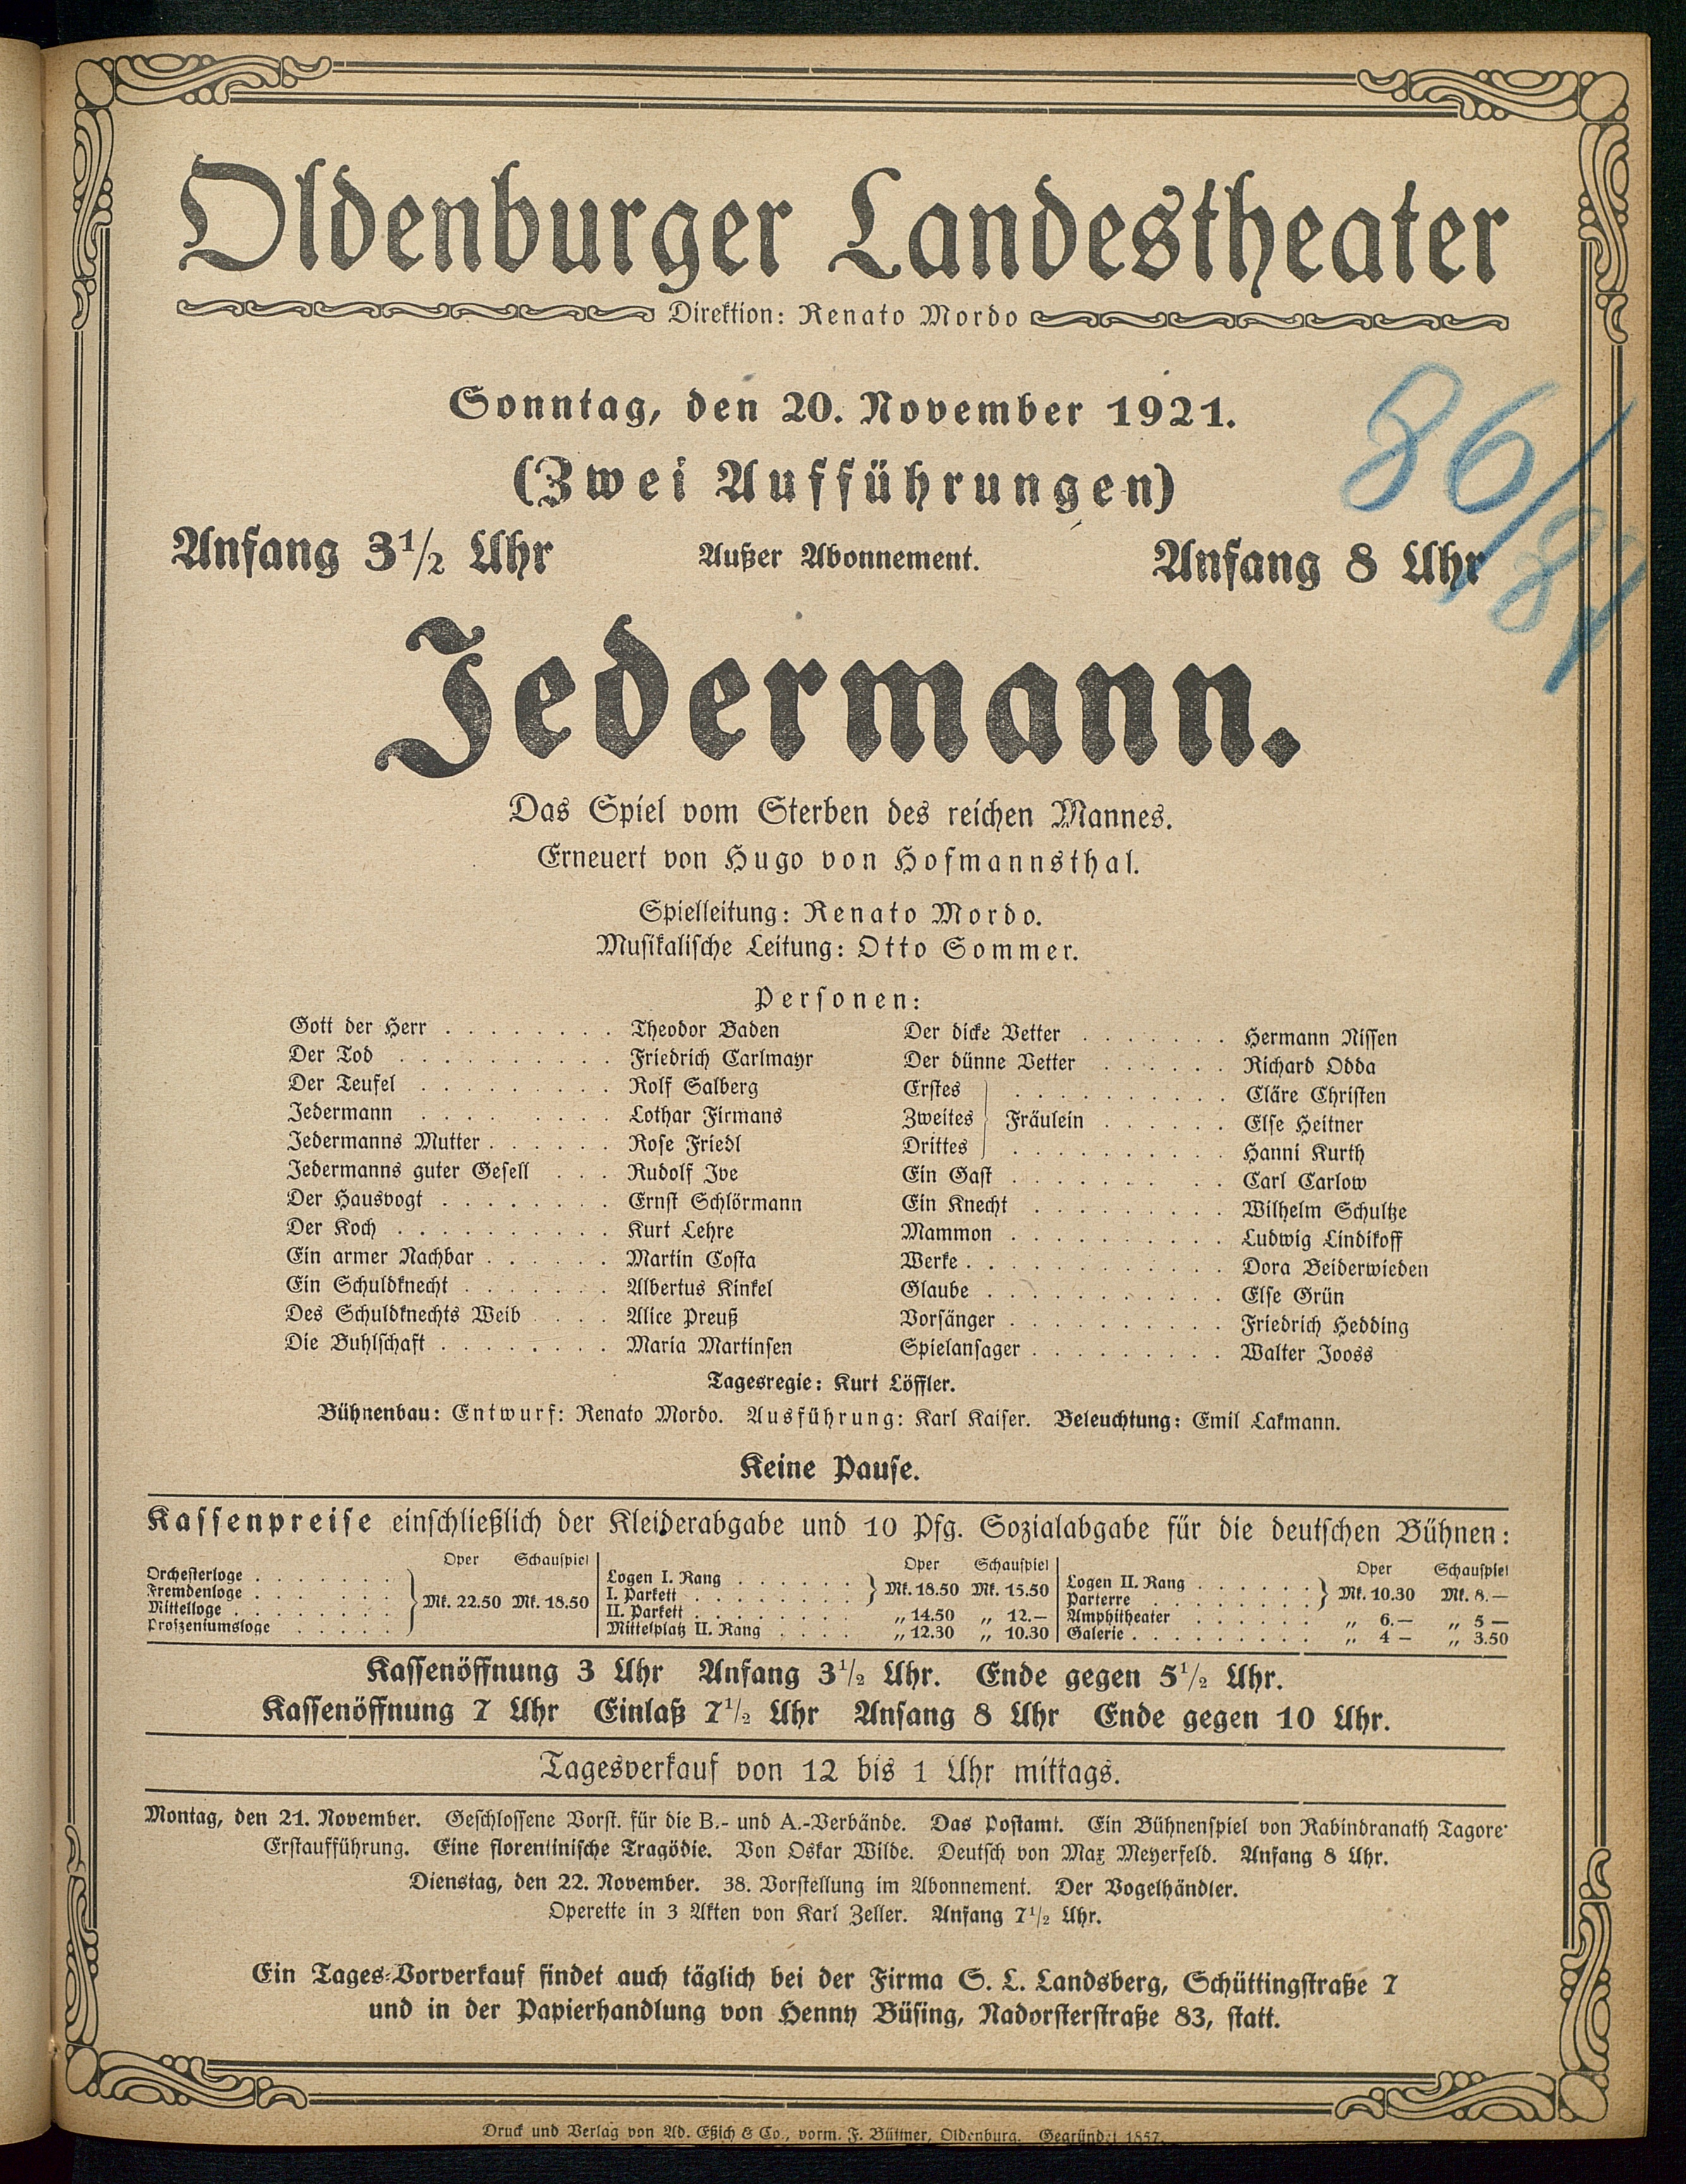 Oldenburger Landestheater
Direktion: Renato Mordo
Sonntag, den 20. November 1921.
(Zwei Aufführungen)
86/87
Anfang 3½ Uhr Außer Abonnement. Anfang 8 Uhr
Jedermann.
Das Spiel vom Sterben des reichen Mannes.
Erneuert von Hugo von Hofmannsthal.
Spielleitung: Renato Mordo.
Musikalische Leitung: Otto Sommer.
Personen:
Gott der Herr . . . . . . . . Theodor Baden
Der Tod . . . . . . . . . . Friedrich Carlmayr
Der Teufel . . . . . . . . . Rolf Salberg
Jedermann . . . . . . . . Lothar Firmans
Jedermanns Mutter . . . . . . Rose Friedl
Jedermanns guter Gesell . . . Rudolf Ive
Der Hausvogt . . . . . . . . Ernst Schlörmann
Der Koch . . . . . . . . . . Kurt Lehre
Ein armer Nachbar . . . . . . Martin Costa
Ein Schuldknecht . . . . . . . Albertus Kinkel
Des Schuldknechts Weib . . . . Alice Preuß
Die Buhlschaft . . . . . . . . Maria Martinsen
Der dicke Vetter . . . . . . . Hermann Nissen
Der dünne Vetter . . . . . . Richard Odda
Erstes . . . . . . . . . . Cläre Christen
Zweites } Fräulein . . . . . . Else Heitner
Drittes . . . . . . . . . . Hanni Kurth
Ein Gast . . . . . . . . . Carl Carlow
Ein Knecht . . . . . . . . . Wilhelm Schultze
Mammon . . . . . . . . . . Ludwig Lindikoff
Werke . . . . . . . . . . . . Dora Beiderwieden
Glaube . . . . . . . . . . . Else Grün
Vorsänger . . . . . . . . . . Friedrich Hedding
Spielansager . . . . . . . . . Walter Jooss
Tagesregie: Kurt Löffler.
Bühnenbau: Entwurf: Renato Mordo. Ausführung: Karl Kaiser. Beleuchtung: Emil Lakmann.
Keine Pause.
Kassenpreise einschließlich der Kleiderabgabe und 10 Pfg. Sozialabgabe für die deutschen Bühnen:
Oper Schauspiel
Orchesterloge . . . . . . .
Fremdenloge . . . . . . .
Mittelloge . . . . . . . . } Mk. 22.50 Mk. 18.50
Proszeniumsloge . . . . .
Oper Schauspiel
Logen I. Rang . . . . . .
I. Parkett . . . . . . . . } Mk. 18.50 Mk. 15.50
II. Parkett . . . . . . . . „ 14.50 „ 12.—
Mittelplatz II. Rang . . . . „ 12.30 „ 10.30
Oper Schauspiel
Logen II. Rang . . . . . .
Parterre . . . . . . . . } Mk. 10.30 Mk. 8.—
Amphitheater . . . . . . „ 6.— „ 5 —
Galerie . . . . . . . . . „ 4 — „ 3.50
Kassenöffnung 3 Uhr Anfang 3½ Uhr. Ende gegen 5½ Uhr.
Kassenöffnung 7 Uhr Einlaß 7½ Uhr Anfang 8 Uhr Ende gegen 10 Uhr.
Tagesverkauf von 12 bis 1 Uhr mittags.
Montag, den 21. November. Geschlossene Vorst. für die B.- und A.-Verbände. Das Postamt. Ein Bühnenspiel von Rabindranath Tagore
Erstaufführung. Eine florentinische Tragödie. Von Oskar Wilde. Deutsch von Max Meyerfeld. Anfang 8 Uhr.
Dienstag, den 22. November. 38. Vorstellung im Abonnement. Der Vogelhändler.
Operette in 3 Akten von Karl Zeller. Anfang 7½ Uhr.
Ein Tages-Vorverkauf findet auch täglich bei der Firma S. L. Landsberg, Schüttingstraße 7
und in der Papierhandlung von Henny Büsing, Nadorsterstraße 83, statt.
Druck und Verlag von Ad. Eßich & Co., vorm. F. Büttner, Oldenburg. Gegründet 1857.